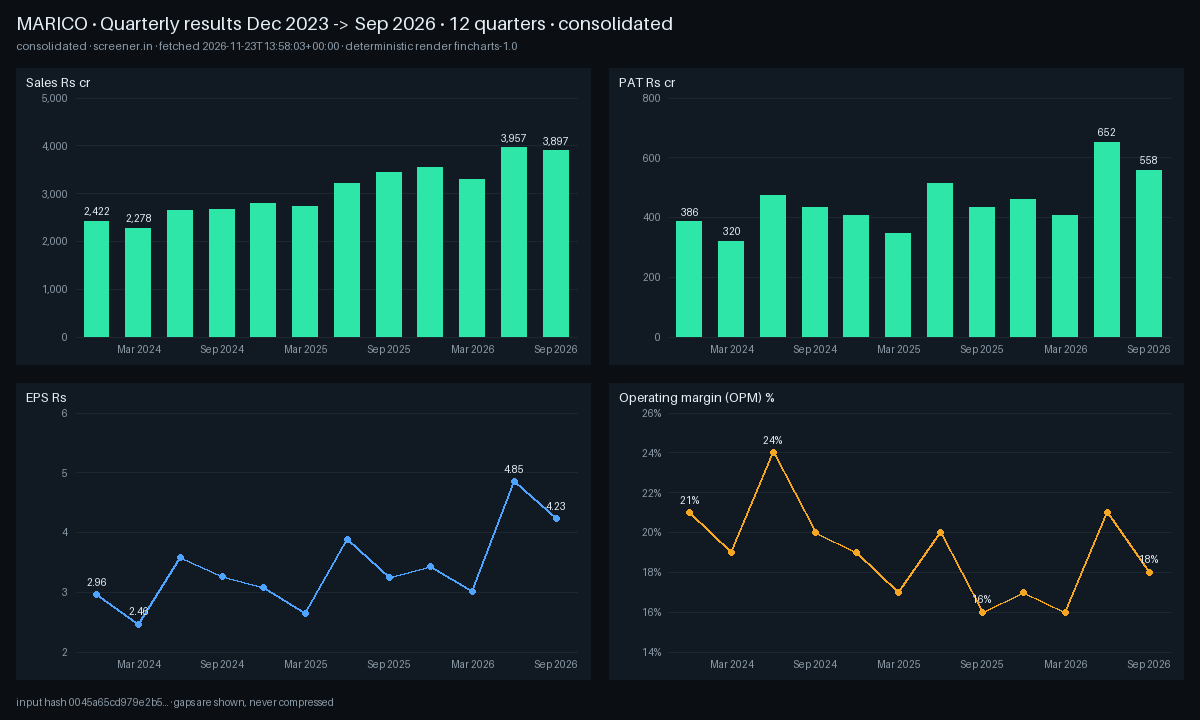 MARICO · Quarterly results Dec 2023 -> Sep 2026 · 12 quarters · consolidated
consolidated · screener.in · fetched 2026-11-23T13:58:03+00:00 · deterministic render fincharts-1.0
Sales Rs cr
5,000
4,000
3,000
2,000
1,000
0
2,422
2,278
3,957
3,897
Mar 2024
Sep 2024
Mar 2025
Sep 2025
Mar 2026
Sep 2026
PAT Rs cr
800
600
400
200
0
386
320
652
558
Mar 2024
Sep 2024
Mar 2025
Sep 2025
Mar 2026
Sep 2026
EPS Rs
6
5
4
3
2
2.96
2.46
4.85
4.23
Mar 2024
Sep 2024
Mar 2025
Sep 2025
Mar 2026
Sep 2026
Operating margin (OPM) %
26%
24%
22%
20%
18%
16%
14%
21%
24%
16%
18%
Mar 2024
Sep 2024
Mar 2025
Sep 2025
Mar 2026
Sep 2026
input hash 0045a65cd979e2b5… · gaps are shown, never compressed